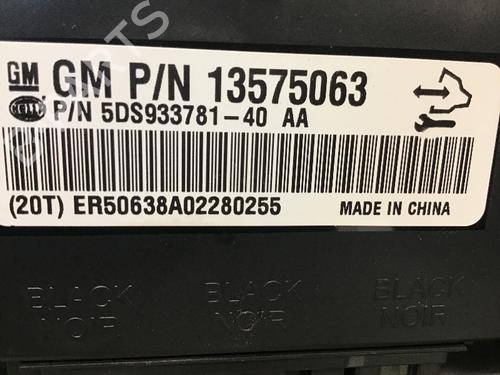 GM GM P/N 13575063
P/N 5DS933781-40 AA
(20T) ER50638A02280255 MADE IN CHINA
BLACK BLACK BLACK
NOIR NOIR NOIR